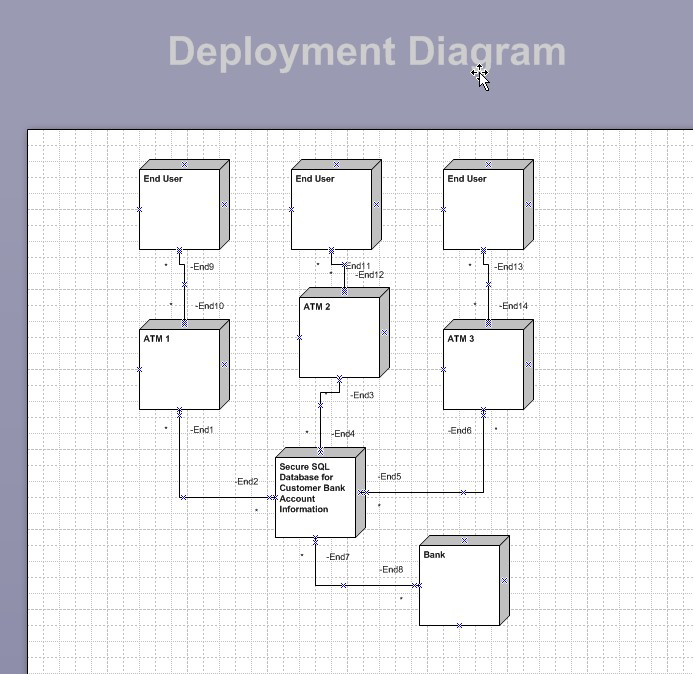 Deployment Diagram
End User
End User
End User
-End9
-End11
-End13
-End12
-End10
-End14
ATM 1
ATM 2
ATM 3
-End3
-End1
-End4
-End6
Secure SQL
Database for
Customer Bank
Account
Information
-End2
-End5
-End7
-End8
Bank